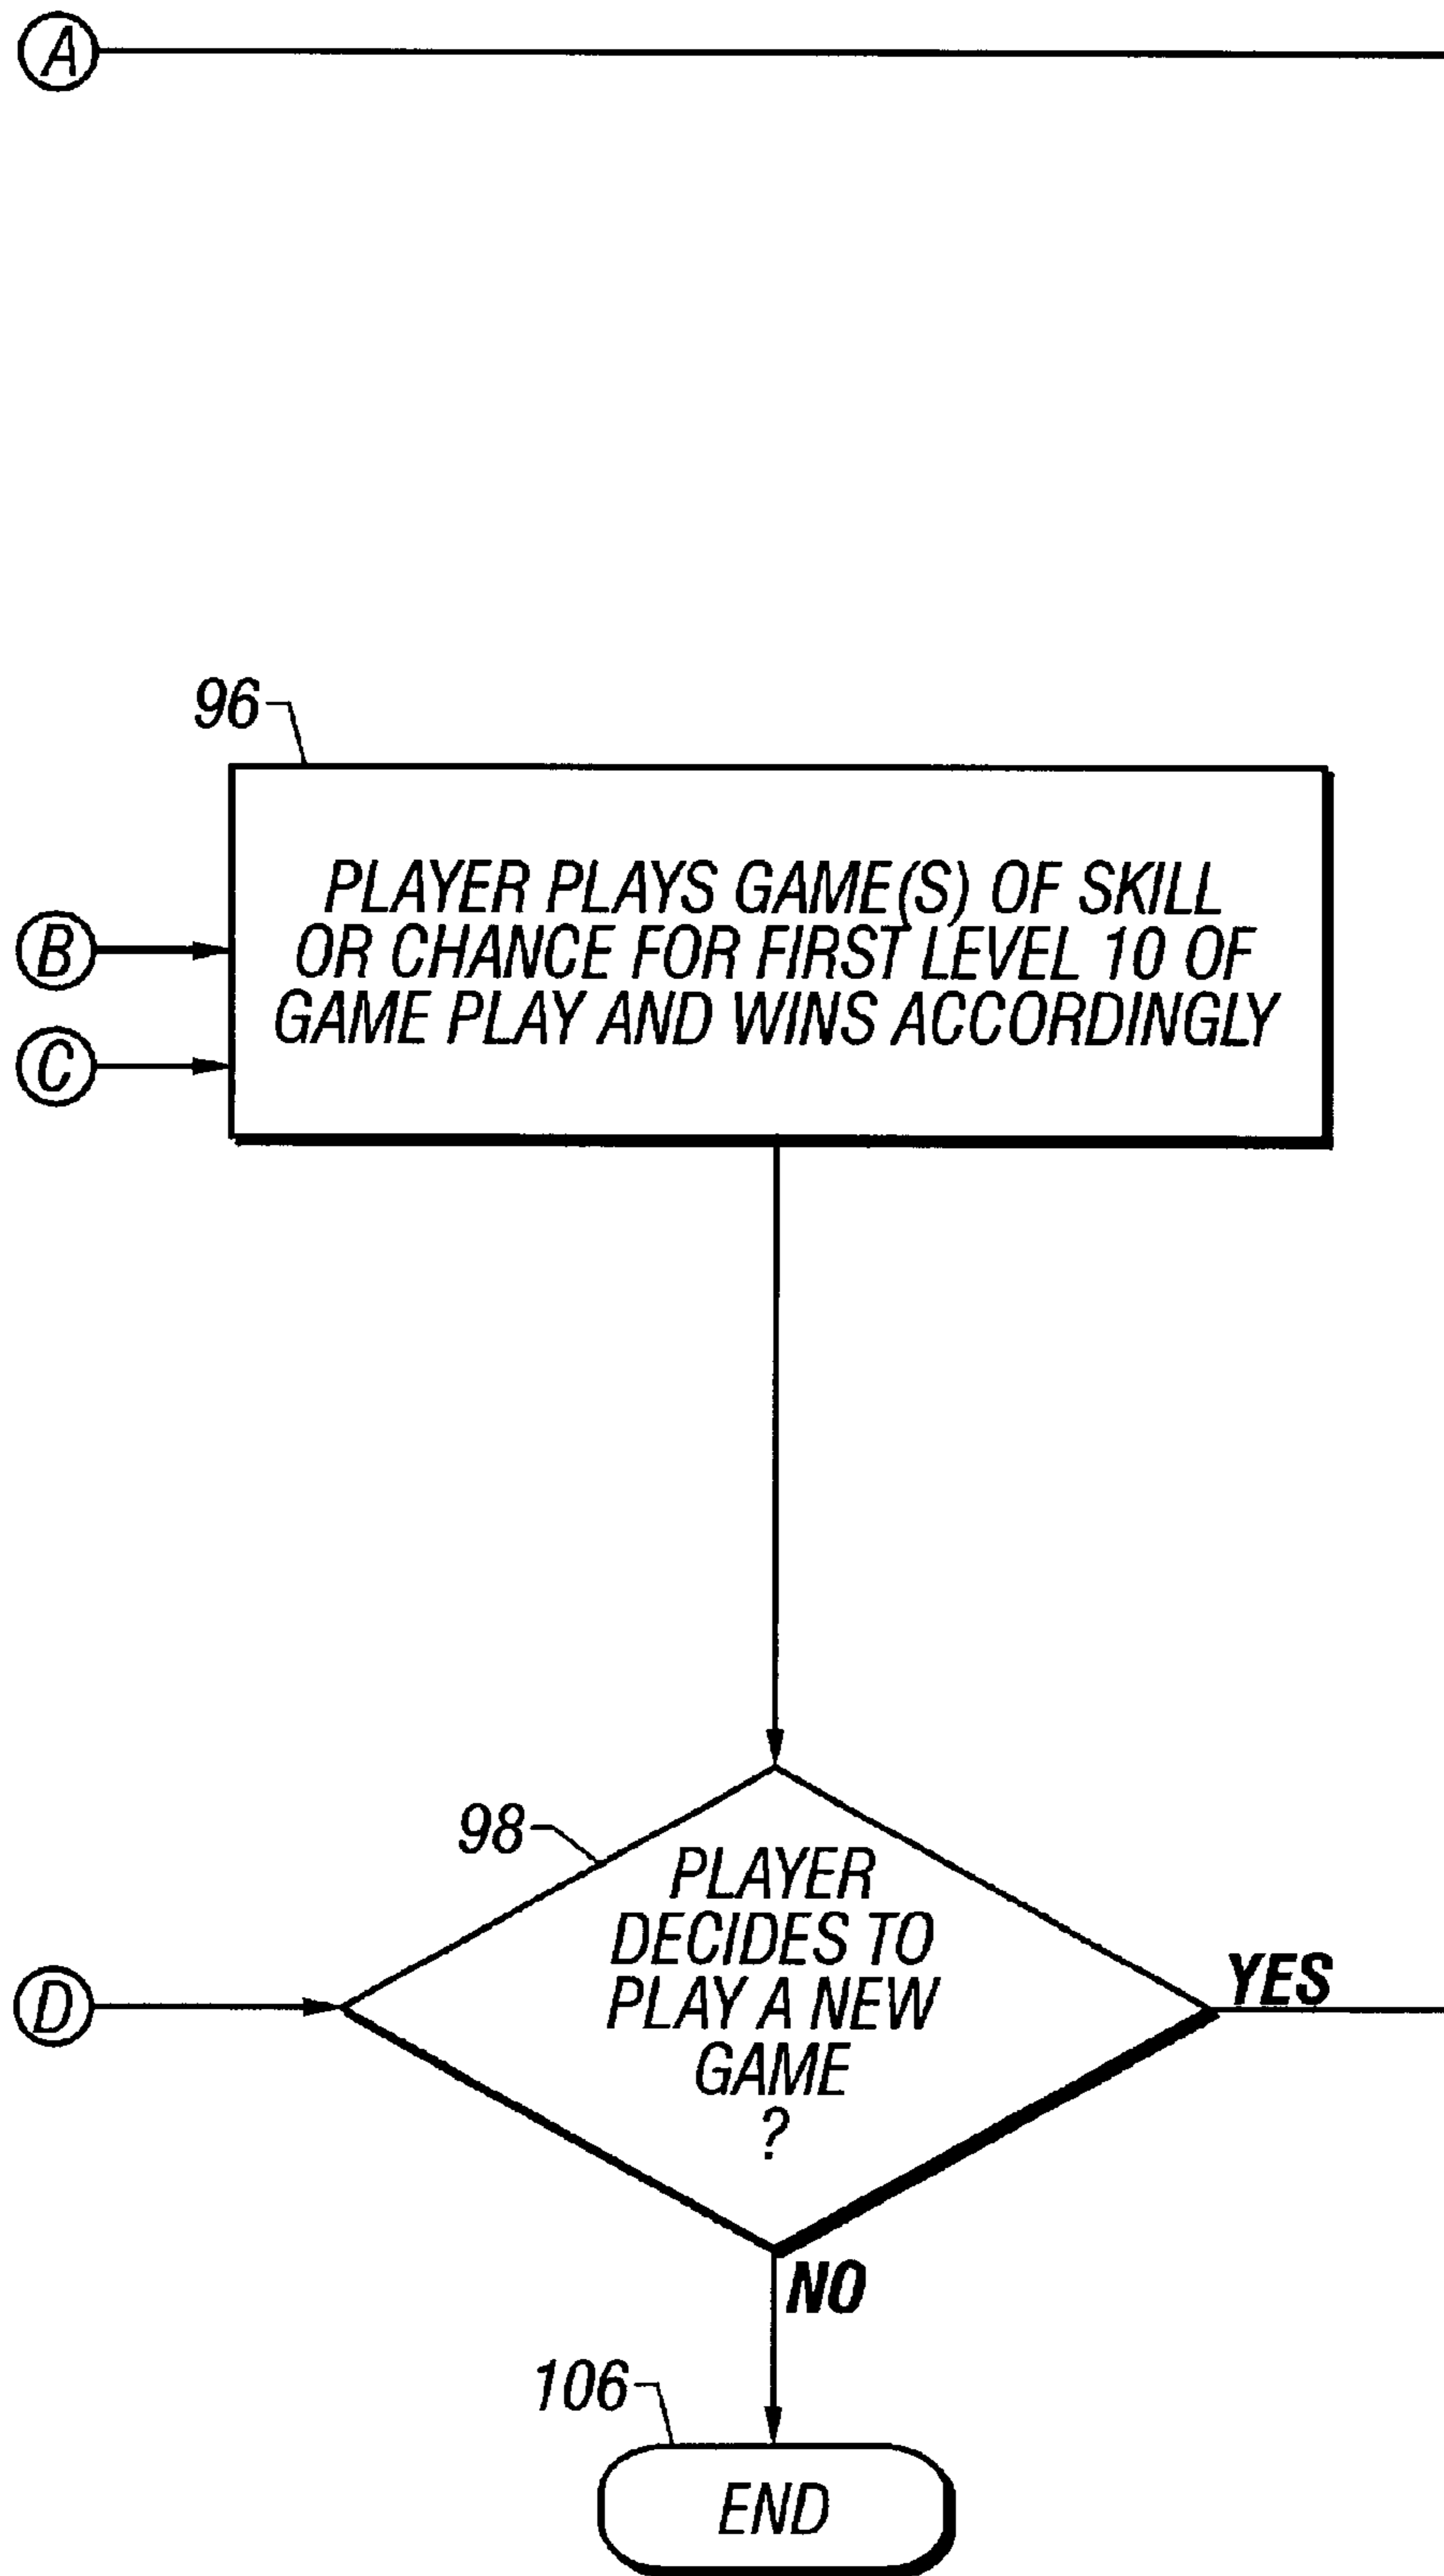 A
96
PLAYER PLAYS GAME(S) OF SKILL
OR CHANCE FOR FIRST LEVEL 10 OF
GAME PLAY AND WINS ACCORDINGLY
B
C
98
PLAYER
DECIDES TO
PLAY A NEW
GAME
?
D
YES
NO
106
END